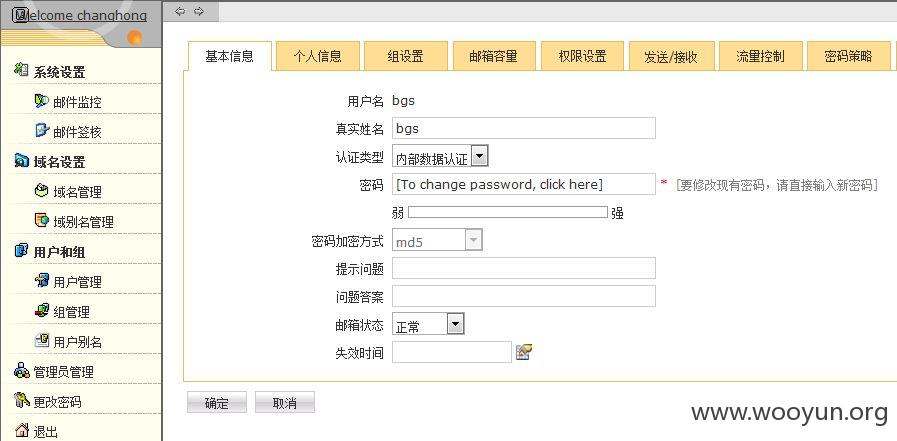 Welcome changhong
系统设置
邮件监控
邮件签核
域名设置
域名管理
域别名管理
用户和组
用户管理
组管理
用户别名
管理员管理
更改密码
退出
基本信息 个人信息 组设置 邮箱容量 权限设置 发送/接收 流量控制 密码策略
用户名 bgs
真实姓名 bgs
认证类型 内部数据认证
密码 [To change password, click here] * [要修改现有密码，请直接输入新密码]
弱 强
密码加密方式 md5
提示问题
问题答案
邮箱状态 正常
失效时间
确定 取消
www.wooyun.org